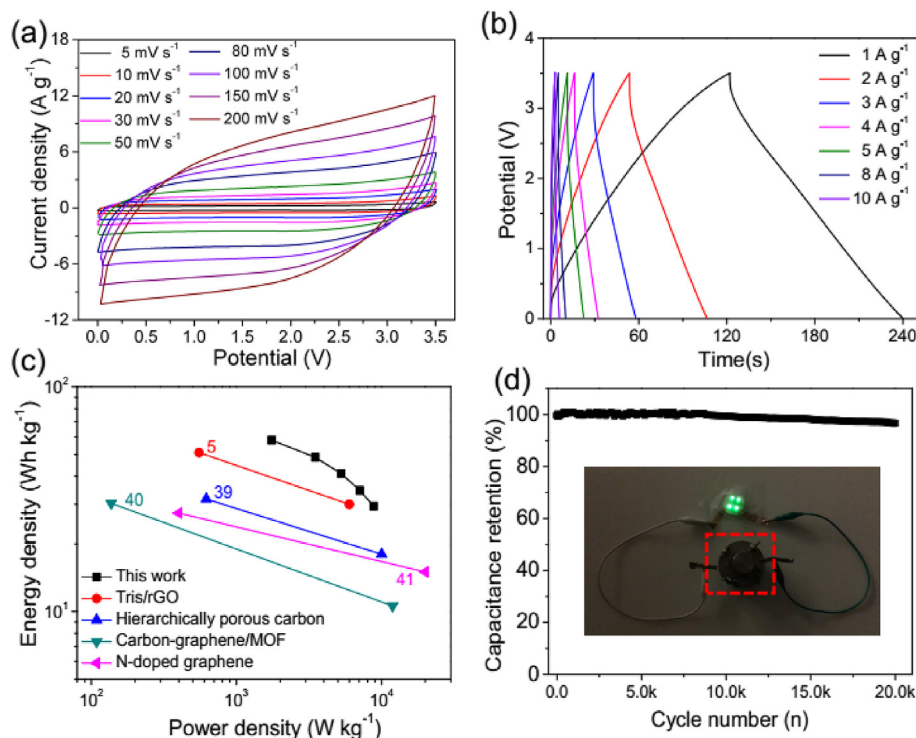 (a)
18
12
6
0
-6
-12
Current density (A g⁻¹)
5 mV s⁻¹
10 mV s⁻¹
20 mV s⁻¹
30 mV s⁻¹
50 mV s⁻¹
80 mV s⁻¹
100 mV s⁻¹
150 mV s⁻¹
200 mV s⁻¹
0.0 0.5 1.0 1.5 2.0 2.5 3.0 3.5
Potential (V)
(b)
4
3
2
1
0
Potential (V)
1 A g⁻¹
2 A g⁻¹
3 A g⁻¹
4 A g⁻¹
5 A g⁻¹
8 A g⁻¹
10 A g⁻¹
0 60 120 180 240
Time(s)
(c)
10²
10¹
Energy density (Wh kg⁻¹)
5
39
40
41
This work
Tris/rGO
Hierarchically porous carbon
Carbon-graphene/MOF
N-doped graphene
10² 10³ 10⁴
Power density (W kg⁻¹)
(d)
120
100
80
60
40
20
0
Capacitance retention (%)
0.0 5.0k 10.0k 15.0k 20.0k
Cycle number (n)